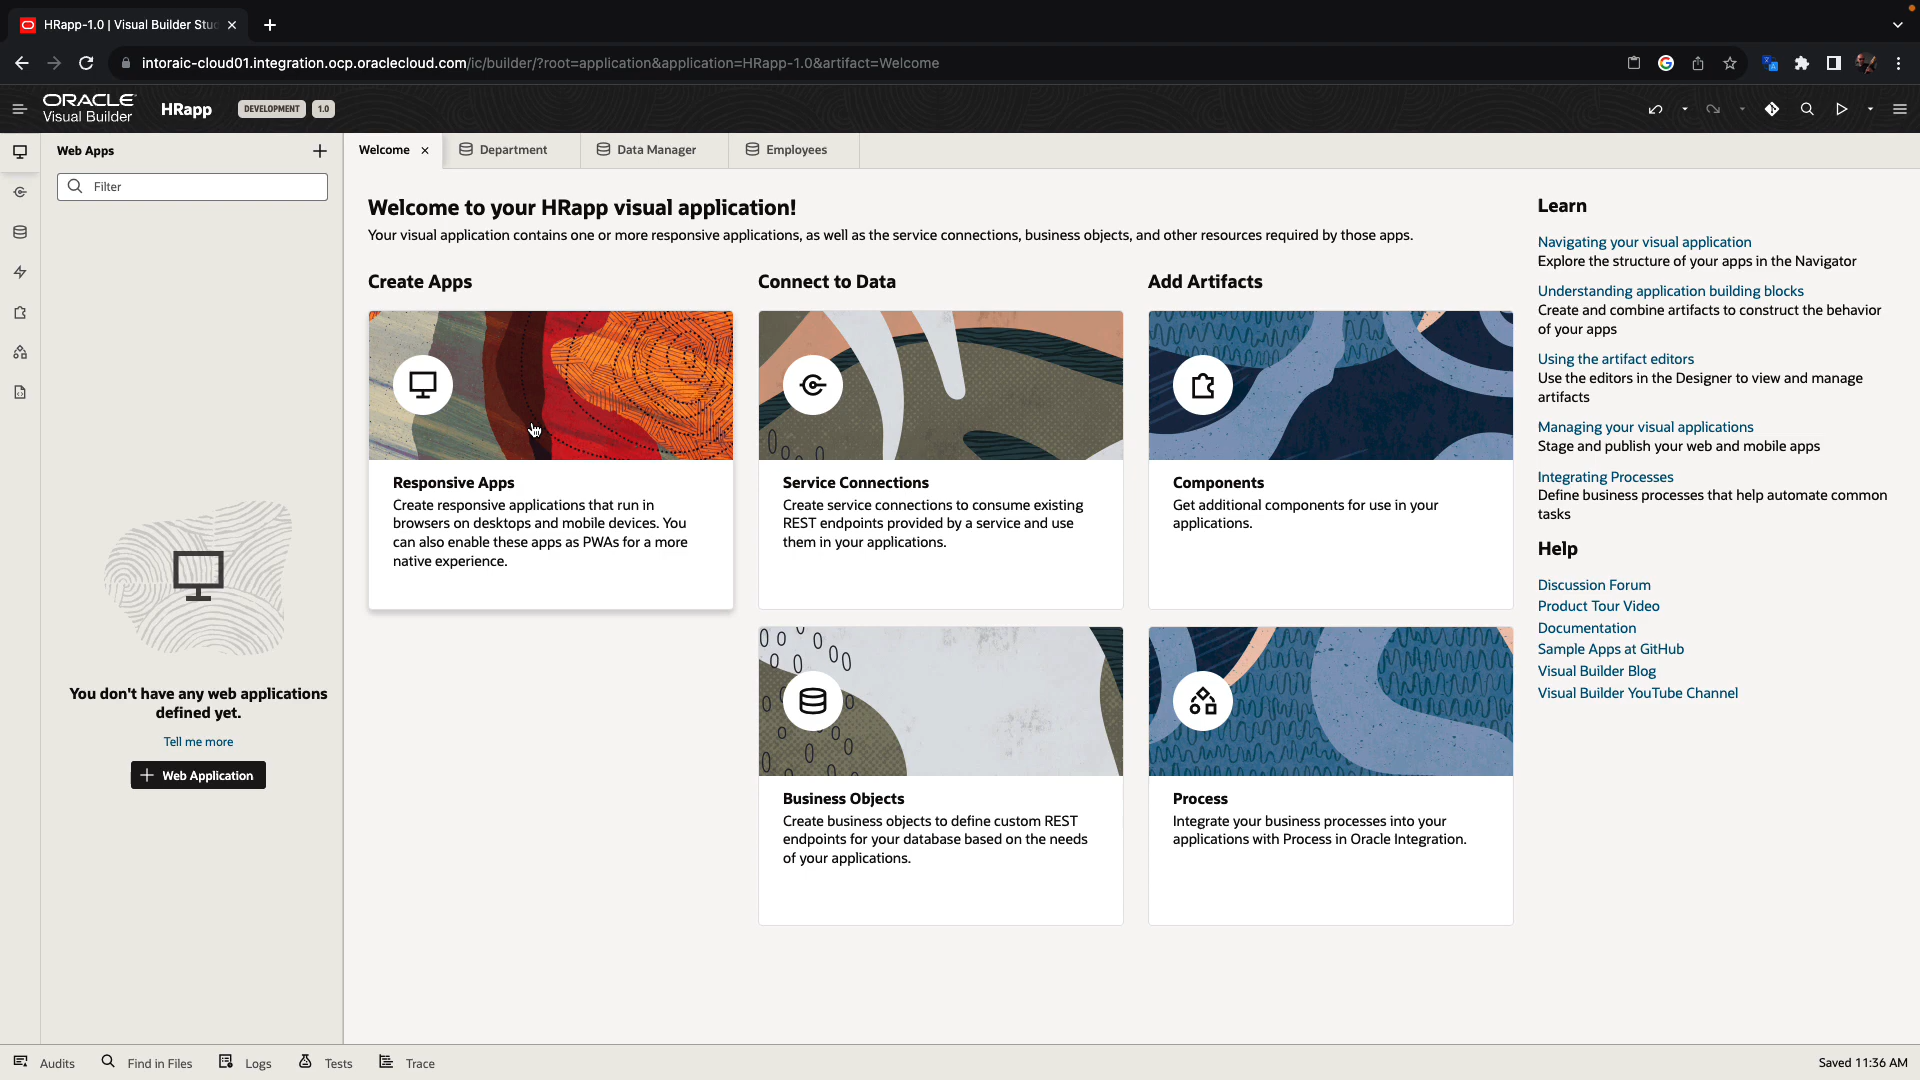 HRapp-1.0 | Visual Builder Stu
intoraic-cloud01.integration.ocp.oraclecloud.com/ic/builder/?root=application&application=HRapp-1.0&artifact=Welcome
ORACLE
Visual Builder
HRapp
DEVELOPMENT
1.0
Web Apps
Filter
You don't have any web applications
defined yet.
Tell me more
Web Application
Welcome
Department
Data Manager
Employees
Welcome to your HRapp visual application!
Your visual application contains one or more responsive applications, as well as the service connections, business objects, and other resources required by those apps.
Create Apps
Responsive Apps
Create responsive applications that run in
browsers on desktops and mobile devices. You
can also enable these apps as PWAs for a more
native experience.
Connect to Data
Service Connections
Create service connections to consume existing
REST endpoints provided by a service and use
them in your applications.
Business Objects
Create business objects to define custom REST
endpoints for your database based on the needs
of your applications.
Add Artifacts
Components
Get additional components for use in your
applications.
Process
Integrate your business processes into your
applications with Process in Oracle Integration.
Learn
Navigating your visual application
Explore the structure of your apps in the Navigator
Understanding application building blocks
Create and combine artifacts to construct the behavior
of your apps
Using the artifact editors
Use the editors in the Designer to view and manage
artifacts
Managing your visual applications
Stage and publish your web and mobile apps
Integrating Processes
Define business processes that help automate common
tasks
Help
Discussion Forum
Product Tour Video
Documentation
Sample Apps at GitHub
Visual Builder Blog
Visual Builder YouTube Channel
Audits
Find in Files
Logs
Tests
Trace
Saved 11:36 AM